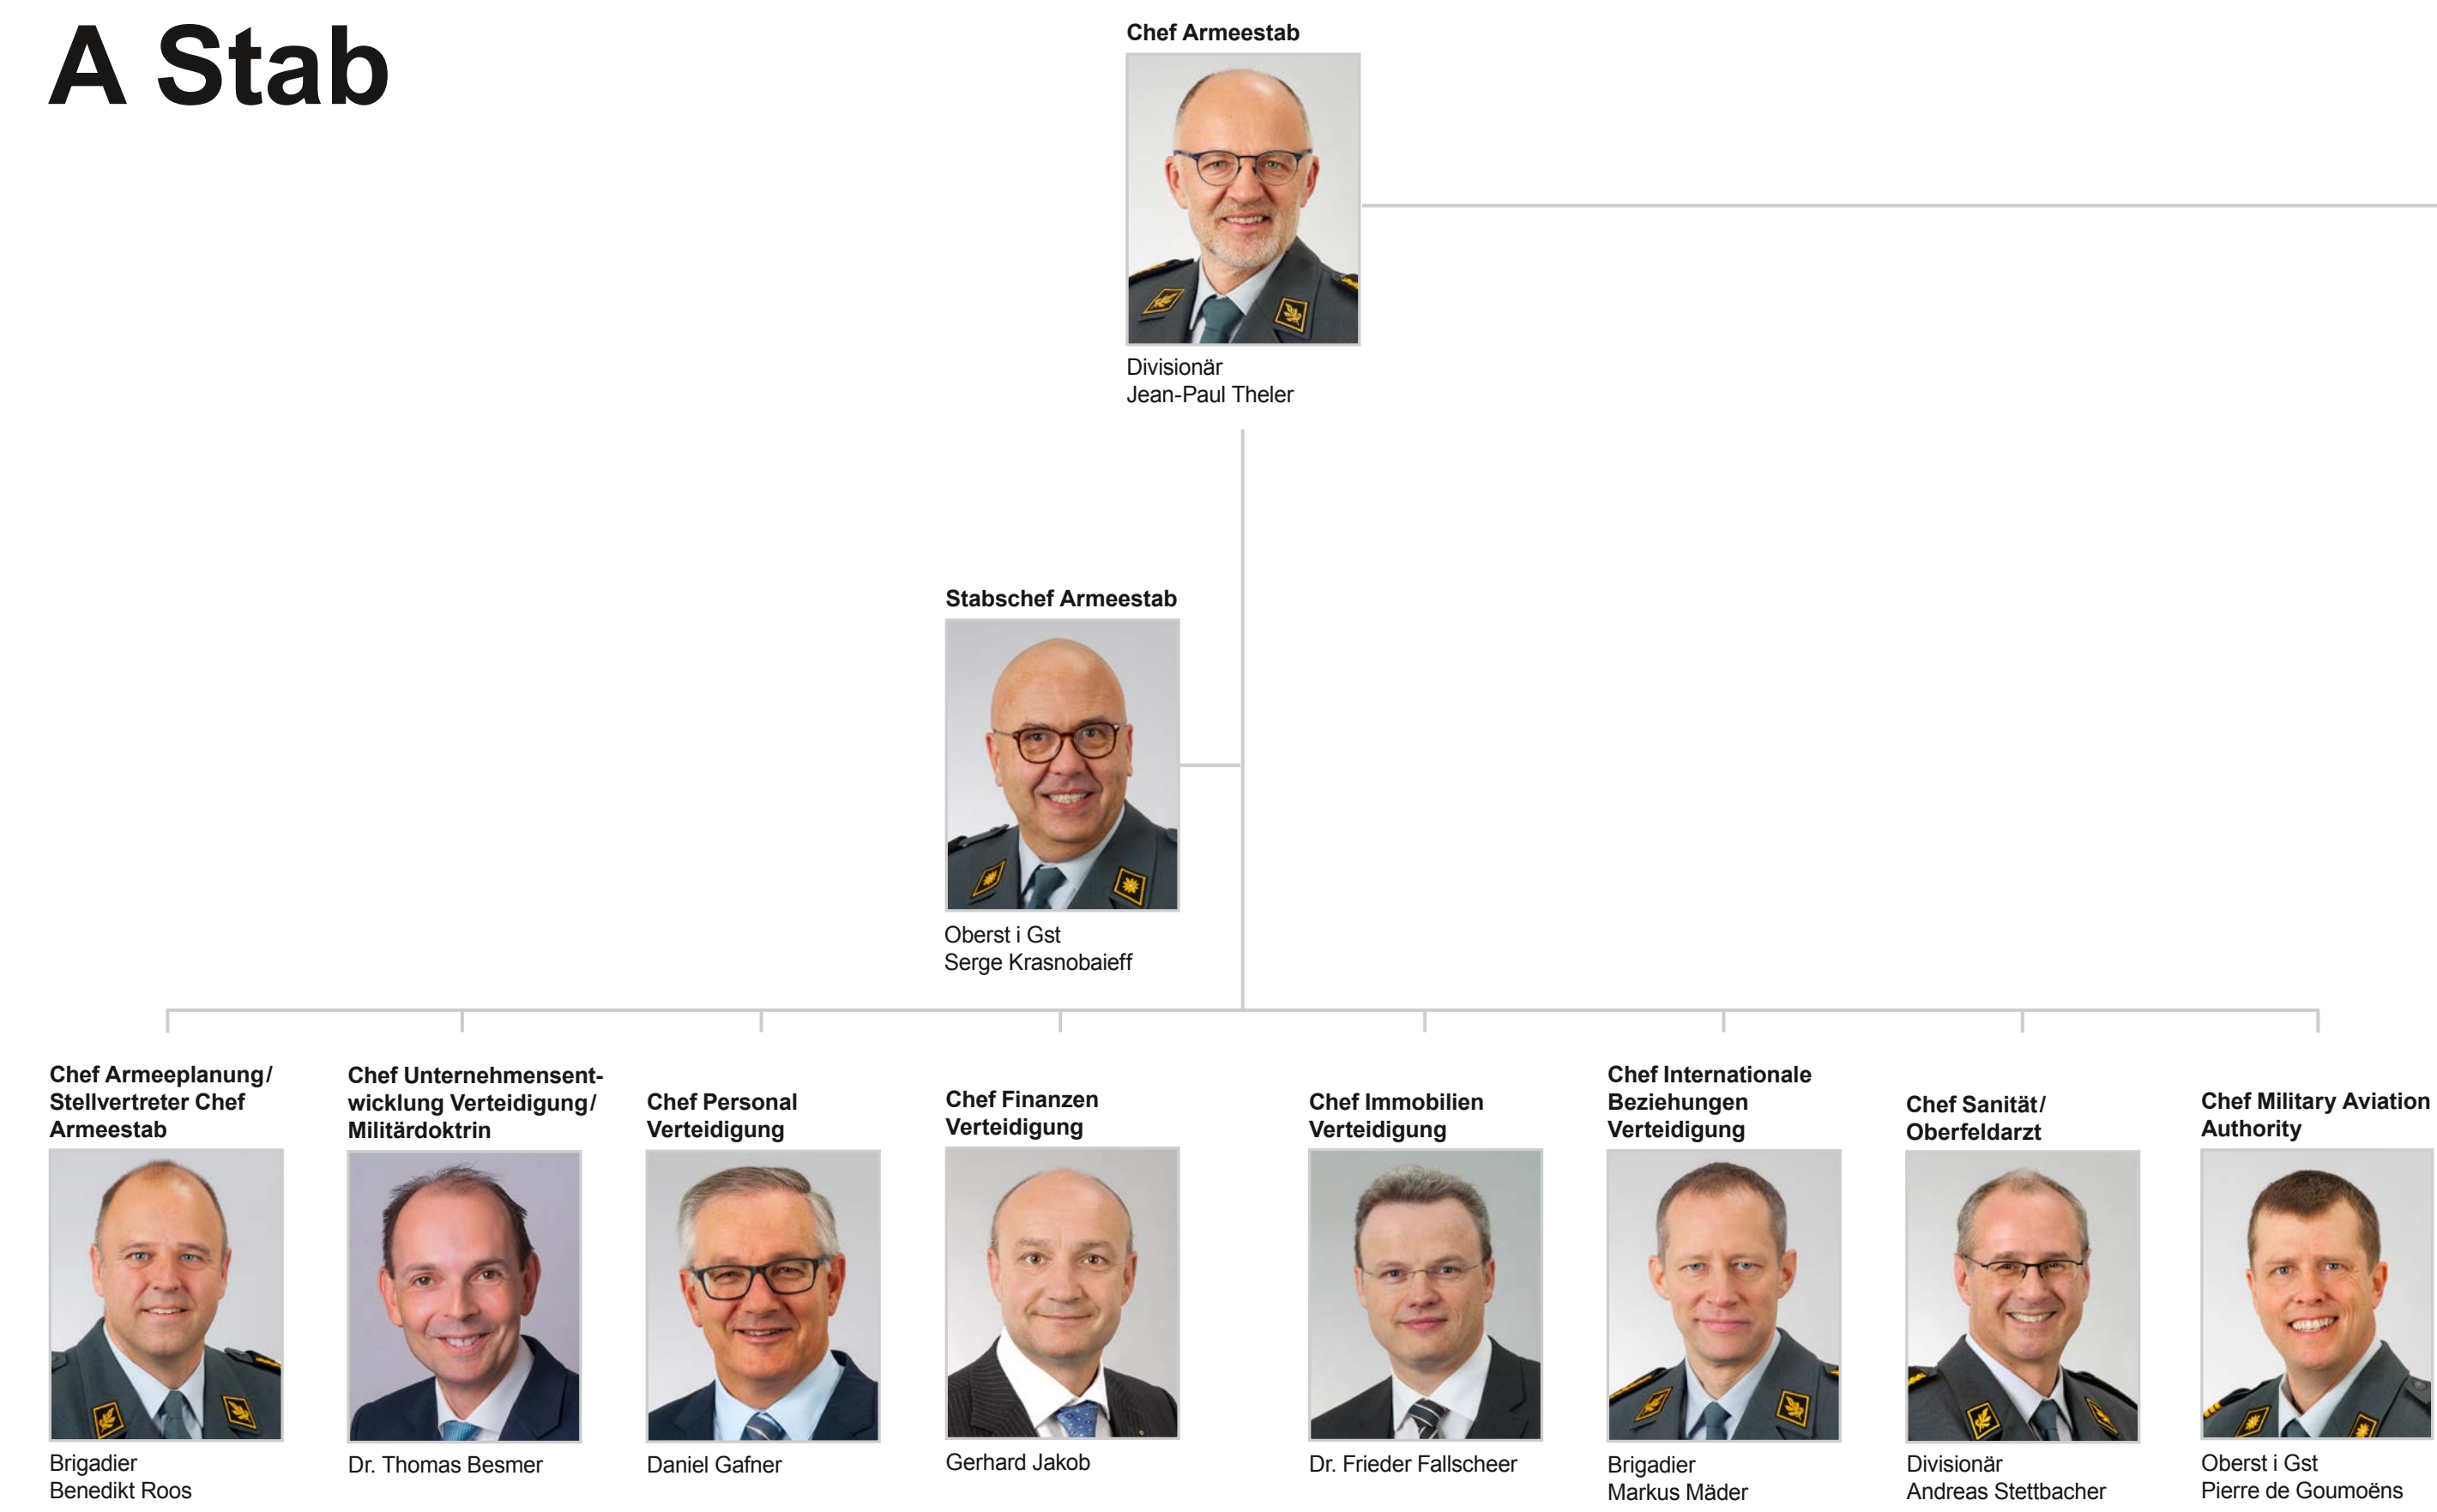 A Stab
Chef Armeestab
Divisionär
Jean-Paul Theler
Stabschef Armeestab
Oberst i Gst
Serge Krasnobaieff
Chef Armeeplanung/
Stellvertreter Chef
Armeestab
Brigadier
Benedikt Roos
Chef Unternehmensent-
wicklung Verteidigung/
Militärdoktrin
Dr. Thomas Besmer
Chef Personal
Verteidigung
Daniel Gafner
Chef Finanzen
Verteidigung
Gerhard Jakob
Chef Immobilien
Verteidigung
Dr. Frieder Fallscheer
Chef Internationale
Beziehungen
Verteidigung
Brigadier
Markus Mäder
Chef Sanität/
Oberfeldarzt
Divisionär
Andreas Stettbacher
Chef Military Aviation
Authority
Oberst i Gst
Pierre de Goumoëns